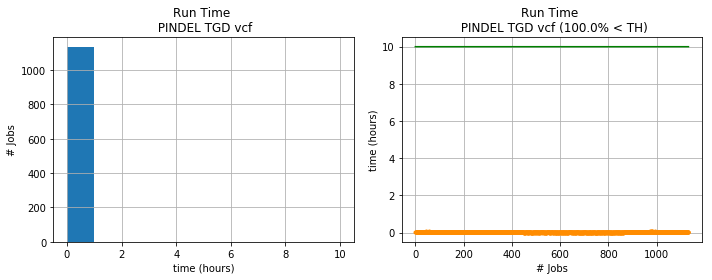 Run Time
PINDEL TGD vcf
1000
800
600
400
200
0
# Jobs
0 2 4 6 8 10
time (hours)
Run Time
PINDEL TGD vcf (100.0% < TH)
10
8
6
4
2
0
time (hours)
0 200 400 600 800 1000
# Jobs